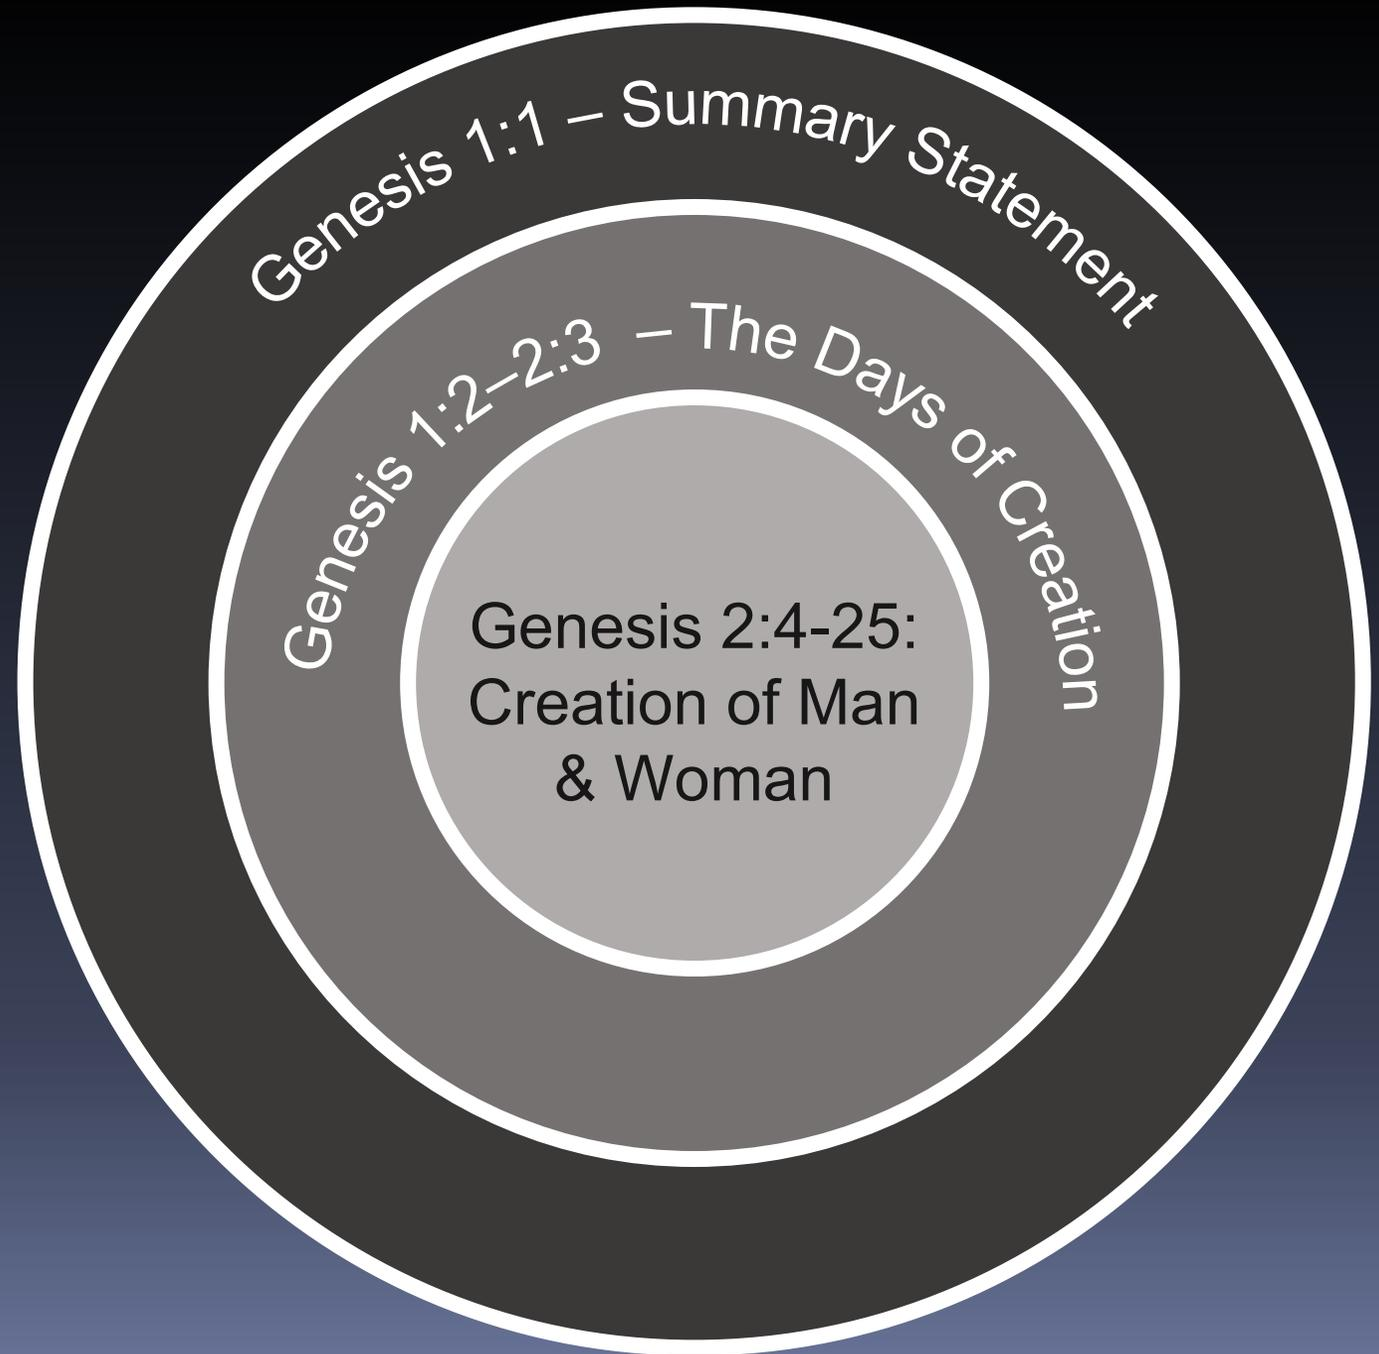 Genesis 1:1 – Summary Statement
Genesis 1:2–2:3 – The Days of Creation
Genesis 2:4-25:
Creation of Man
& Woman